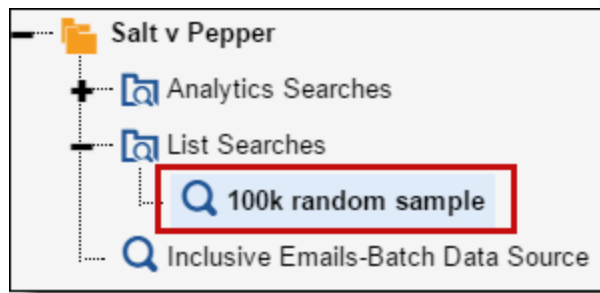 Salt v Pepper
Analytics Searches
List Searches
100k random sample
Inclusive Emails-Batch Data Source